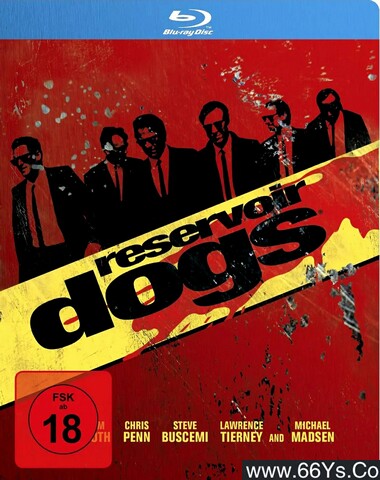 Blu-ray Disc
reservoir
dogs
FSK
ab
18
CHRIS
PENN
STEVE
BUSCEMI
LAWRENCE
TIERNEY
AND
MICHAEL
MADSEN
www.66Ys.Co